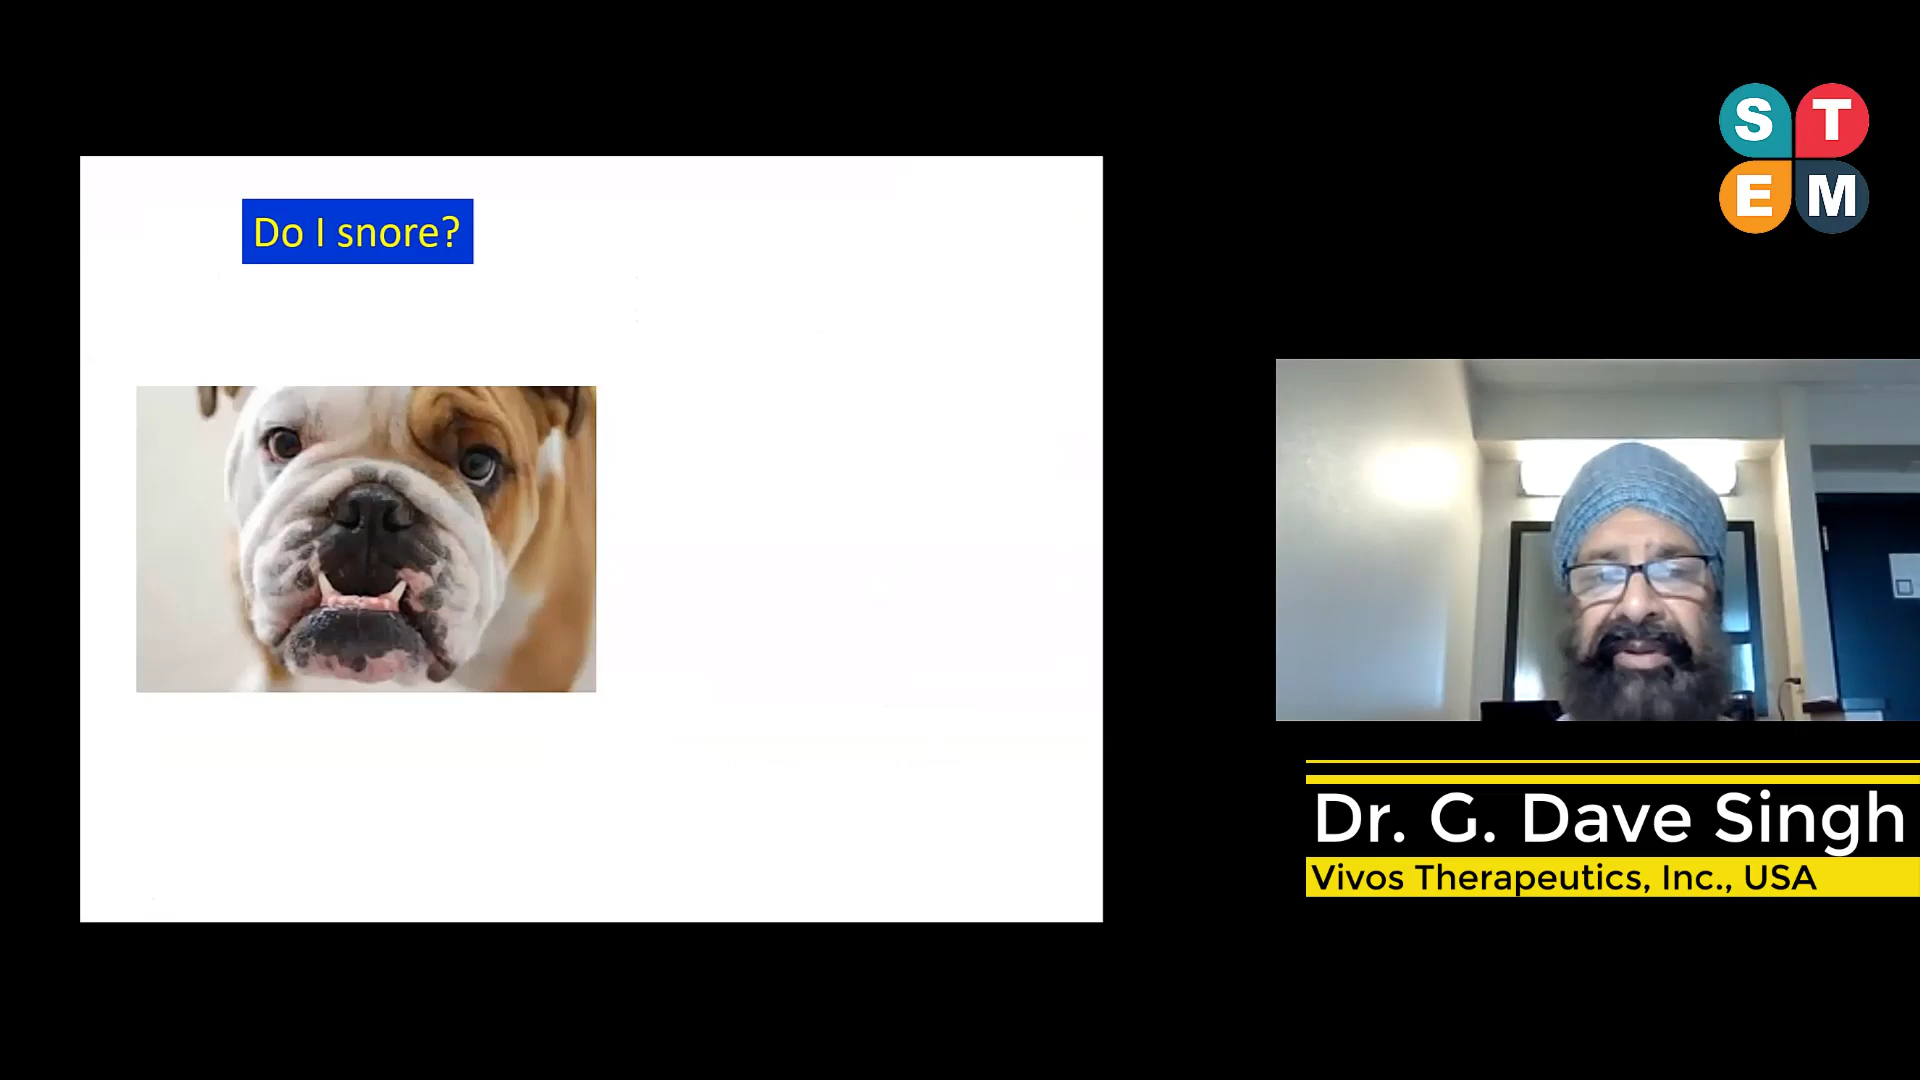 Do I snore?
S T
E M
Dr. G. Dave Singh
Vivos Therapeutics, Inc., USA